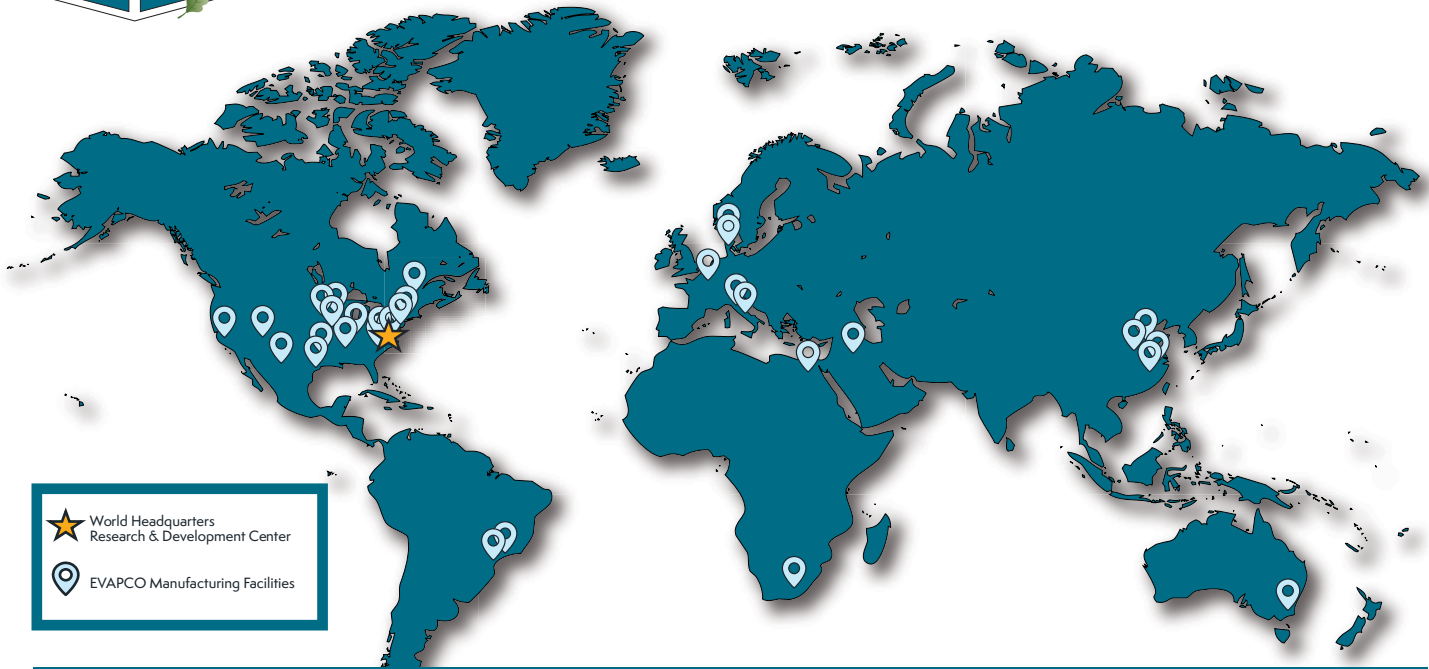 World Headquarters
Research & Development Center
EVAPCO Manufacturing Facilities